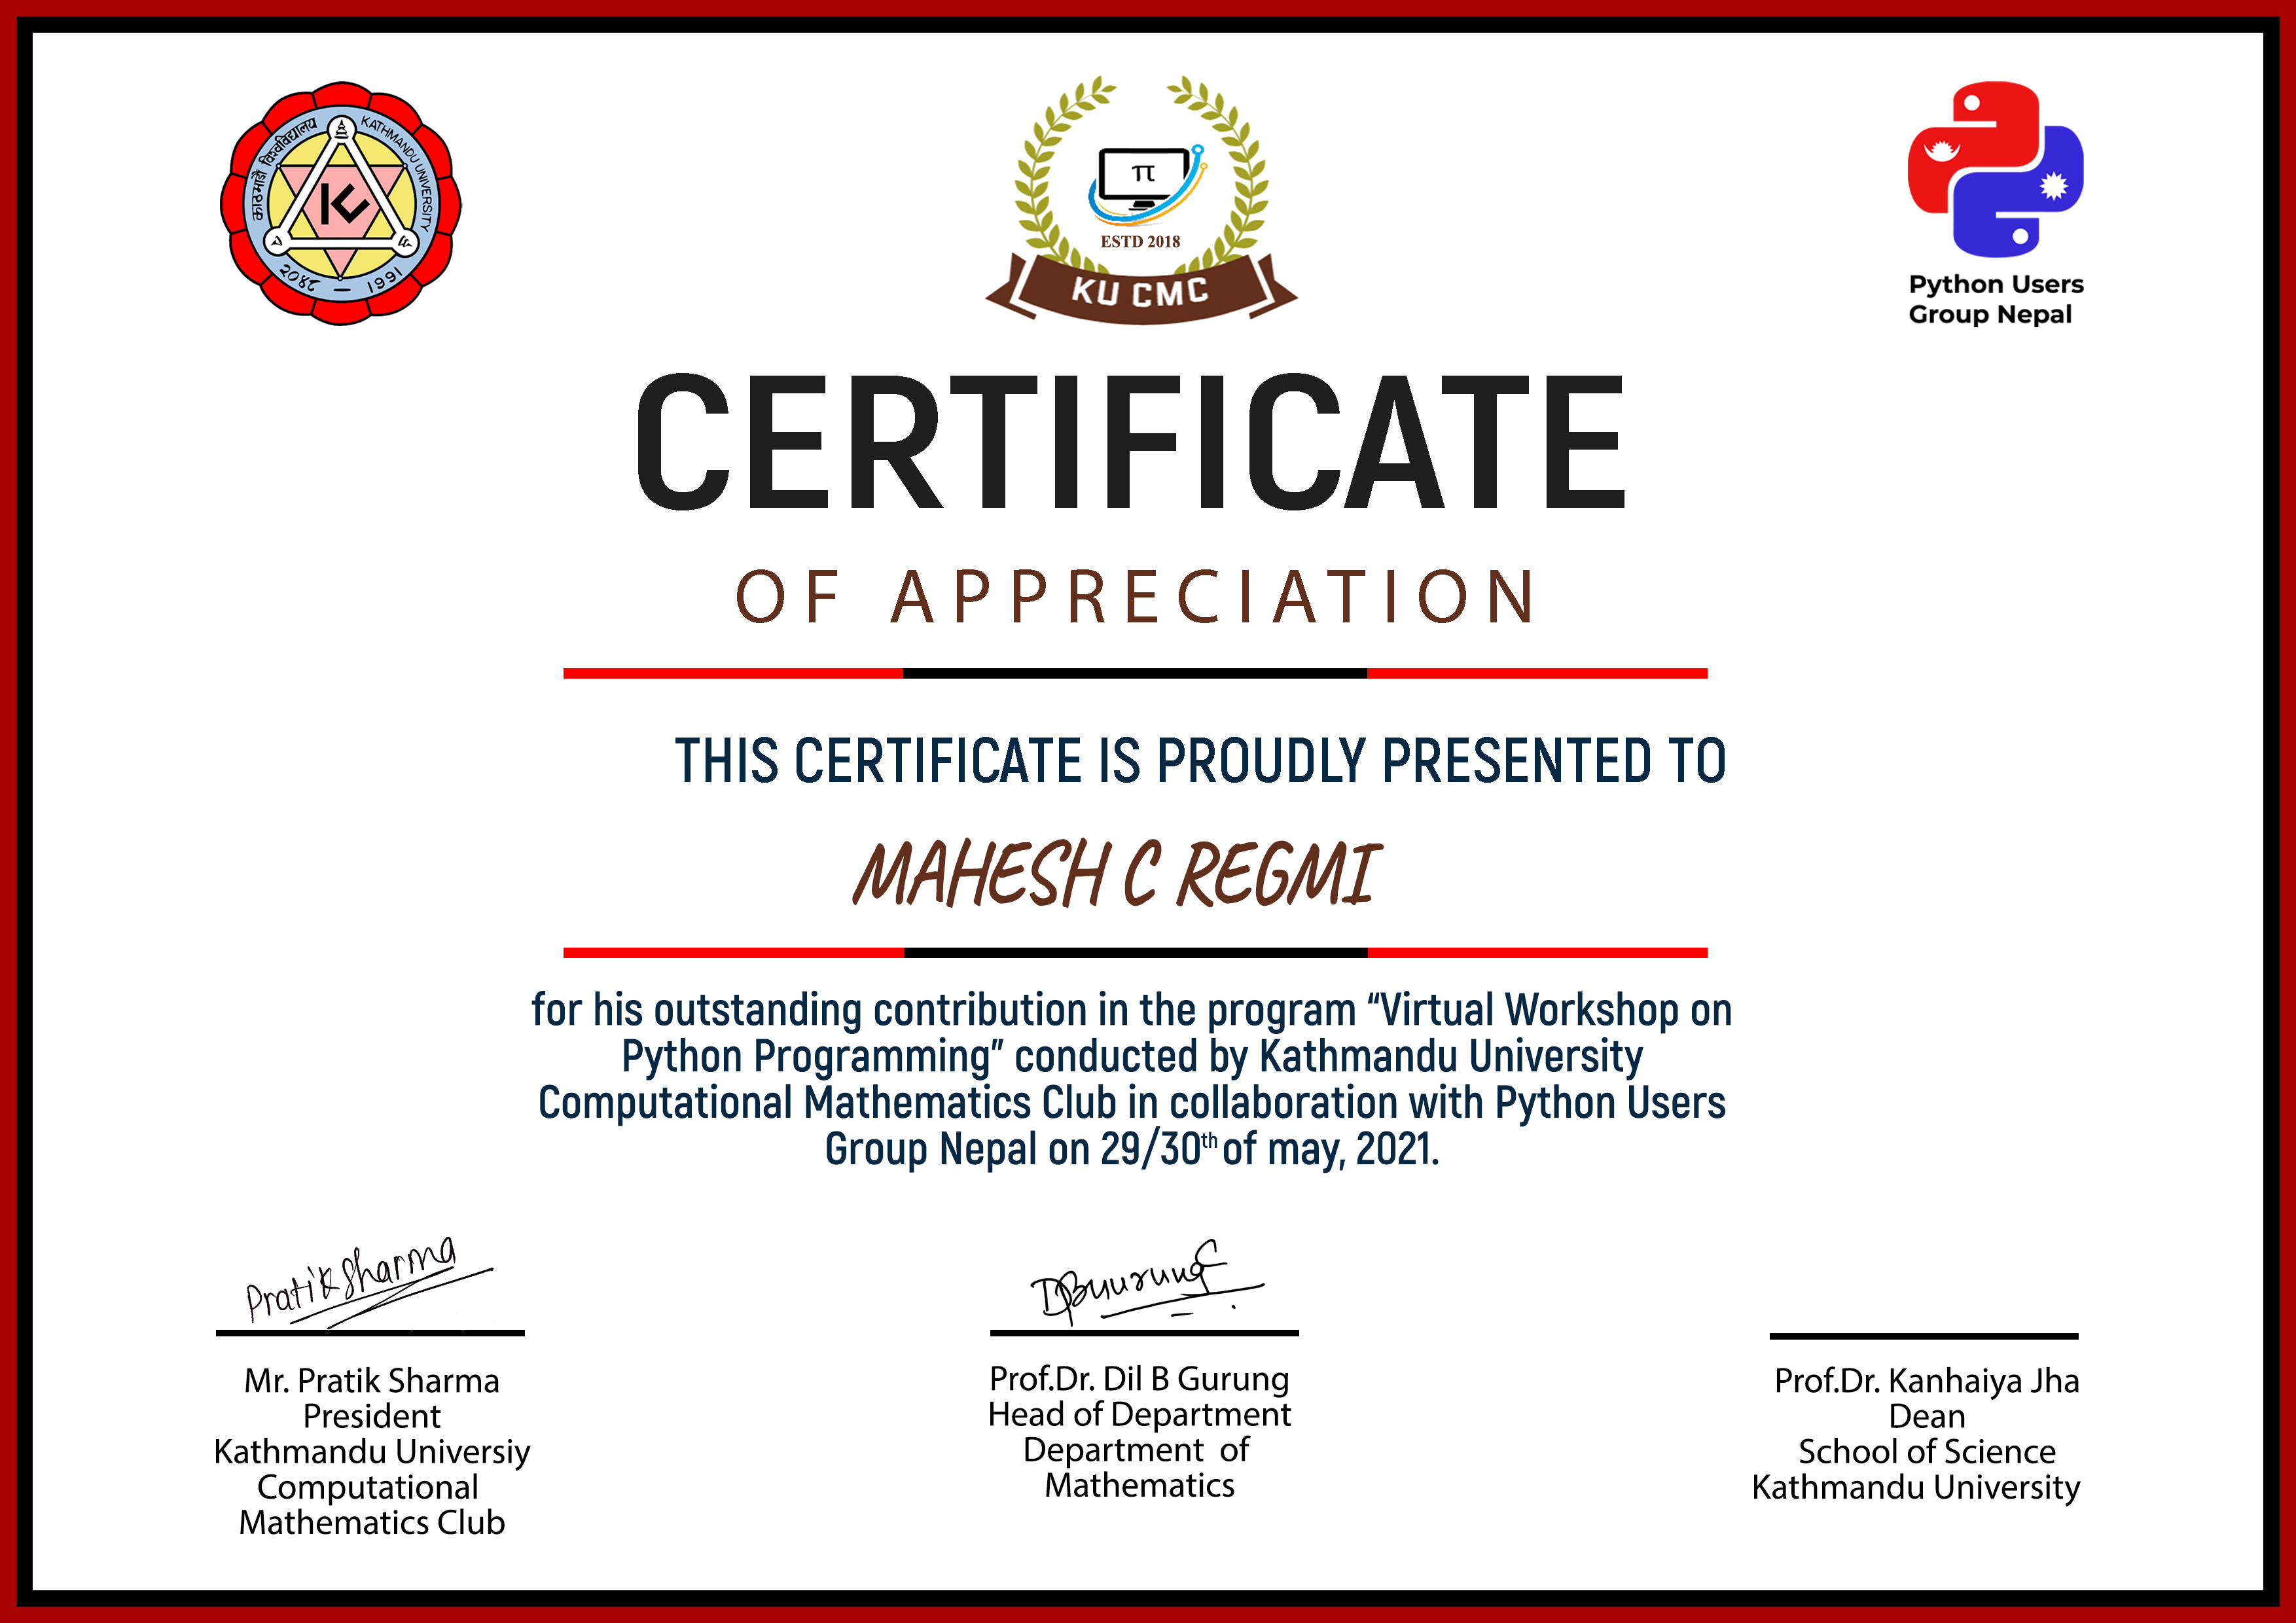 काठमाडौं विश्वविद्यालय
KATHMANDU UNIVERSITY
२०४८ — 1991
π
ESTD 2018
KU CMC
Python Users
Group Nepal
CERTIFICATE
OF APPRECIATION
THIS CERTIFICATE IS PROUDLY PRESENTED TO
MAHESH C REGMI
for his outstanding contribution in the program “Virtual Workshop on
Python Programming” conducted by Kathmandu University
Computational Mathematics Club in collaboration with Python Users
Group Nepal on 29/30th of may, 2021.
Pratik Sharma
DBGurung
Mr. Pratik Sharma
President
Kathmandu Universiy
Computational
Mathematics Club
Prof.Dr. Dil B Gurung
Head of Department
Department of
Mathematics
Prof.Dr. Kanhaiya Jha
Dean
School of Science
Kathmandu University